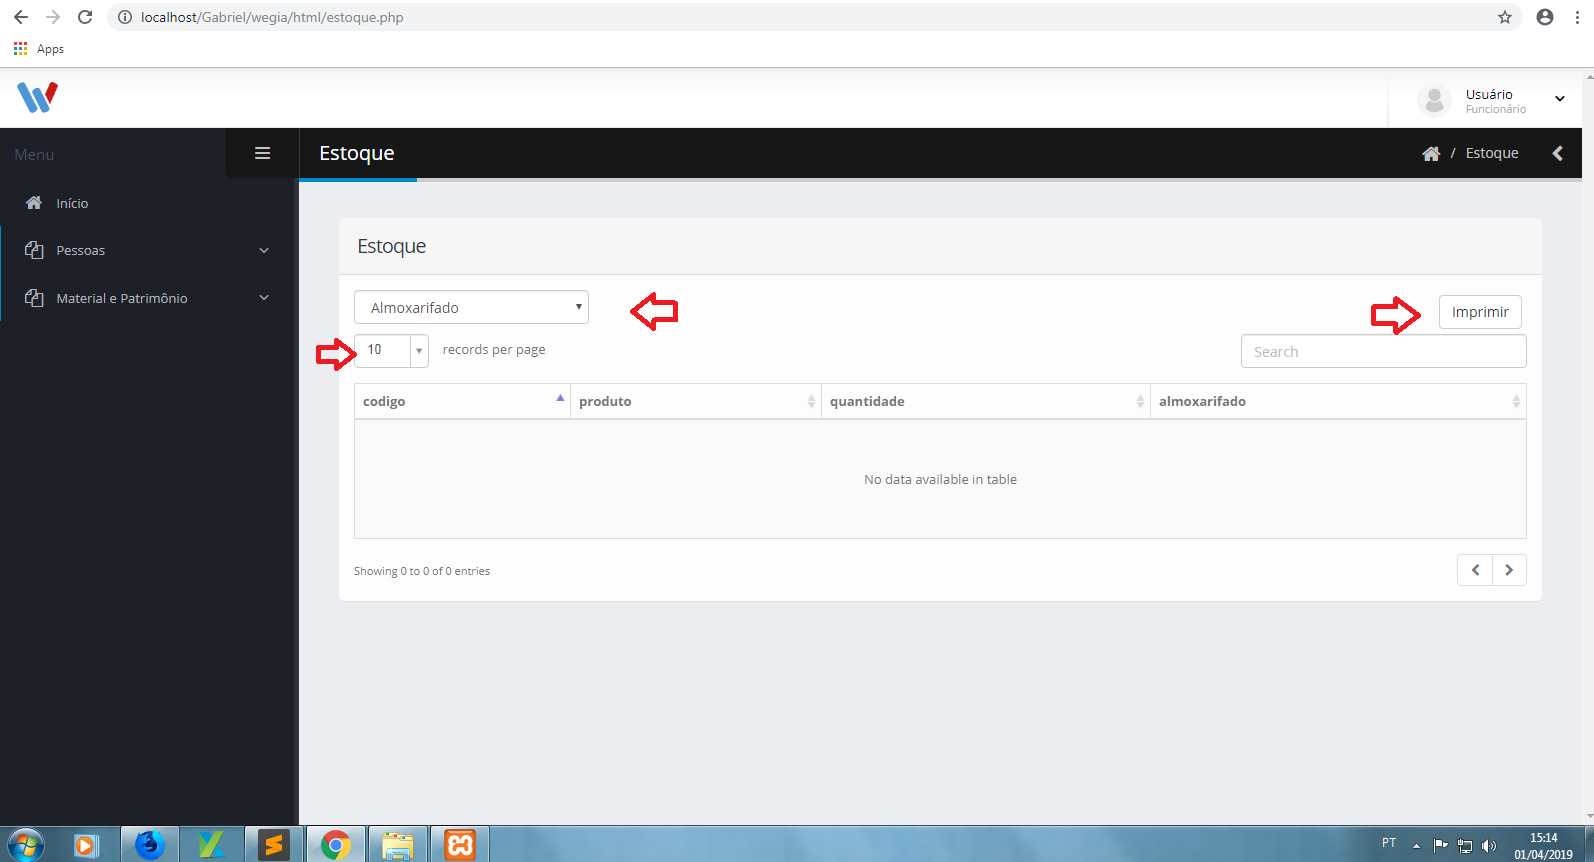 localhost/Gabriel/wegia/html/estoque.php
Apps
Usuário
Funcionário
Menu
Estoque
/ Estoque
Início
Pessoas
Material e Patrimônio
Estoque
Almoxarifado
Imprimir
10 records per page
Search
codigo produto quantidade almoxarifado
No data available in table
Showing 0 to 0 of 0 entries
PT
15:14
01/04/2019